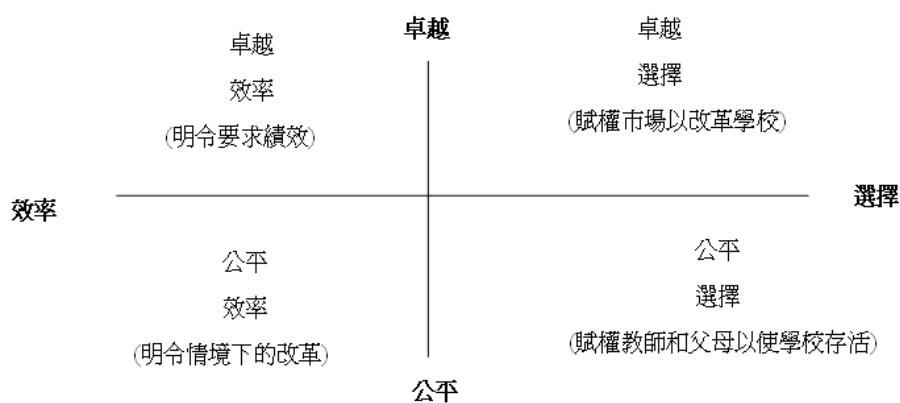 卓越
卓越
效率
(明令要求績效)
卓越
選擇
(賦權市場以改革學校)
效率
選擇
公平
效率
(明令情境下的改革)
公平
選擇
(賦權教師和父母以使學校存活)
公平